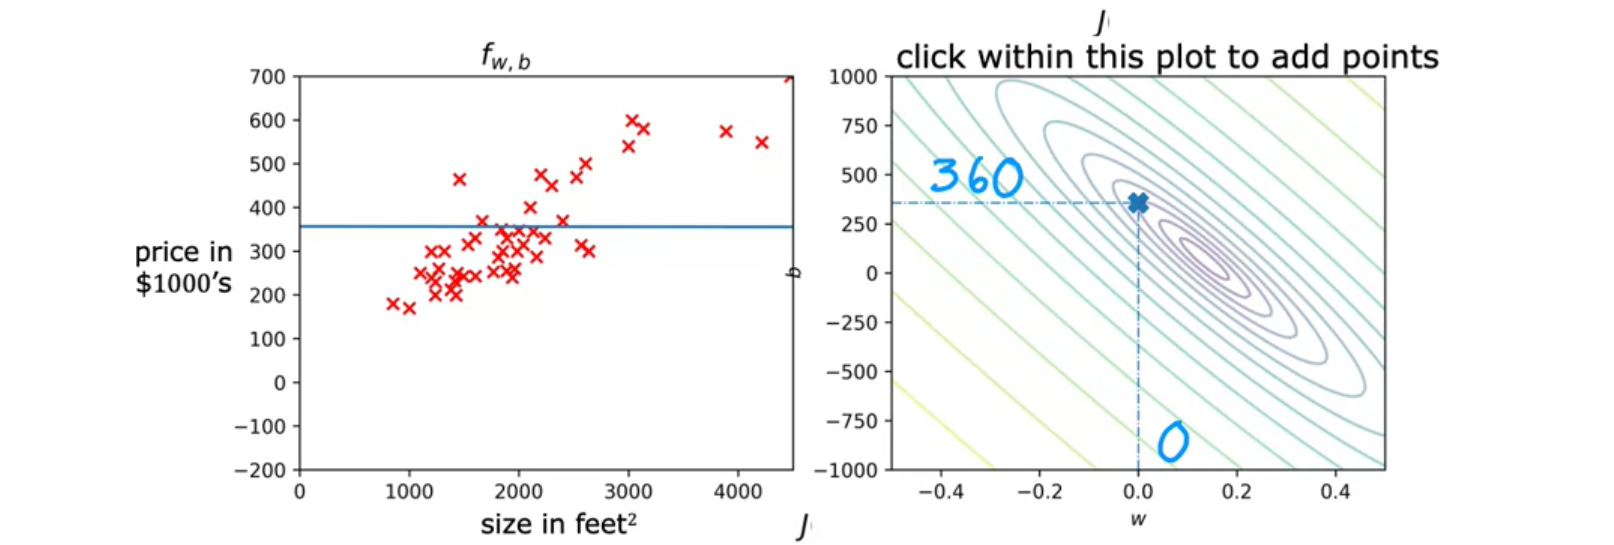 J
click within this plot to add points
f w, b
700
600
500
400
300
200
100
0
−100
−200
price in
$1000’s
0 1000 2000 3000 4000
size in feet²
J
b
1000
750
500
250
0
−250
−500
−750
−1000
360
0
−0.4 −0.2 0.0 0.2 0.4
w